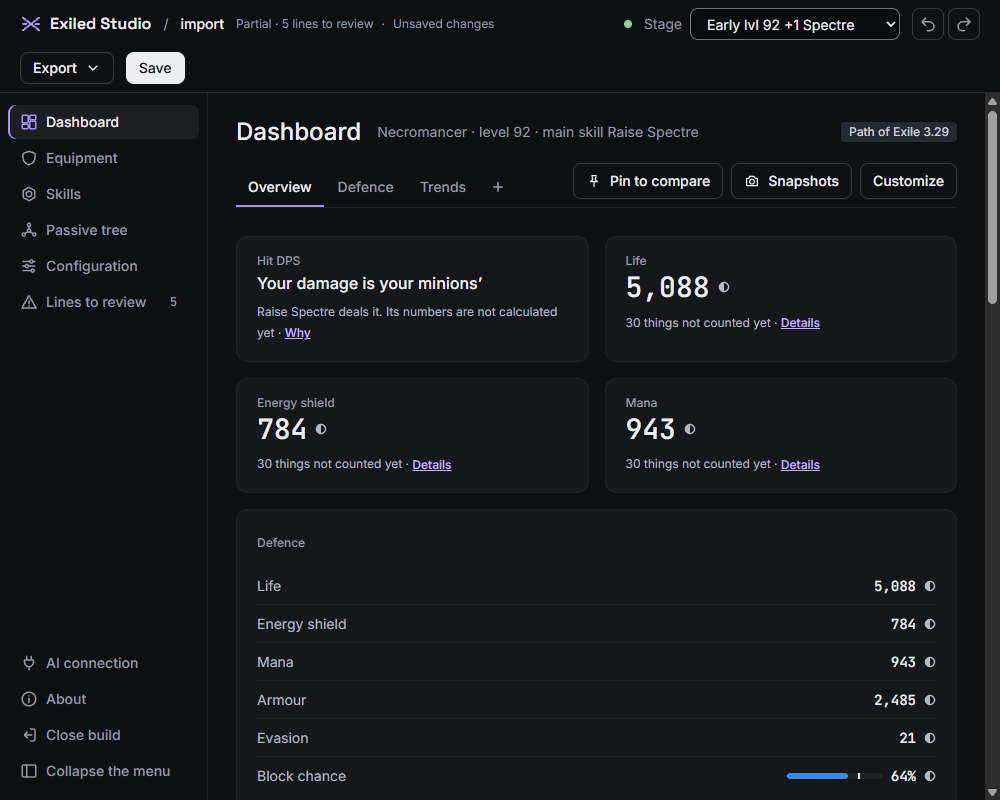 Exiled Studio / import Partial · 5 lines to review · Unsaved changes Stage Early lvl 92 +1 Spectre
Export Save
Dashboard
Equipment
Skills
Passive tree
Configuration
Lines to review 5
AI connection
About
Close build
Collapse the menu
Dashboard Necromancer · level 92 · main skill Raise Spectre Path of Exile 3.29
Overview Defence Trends + Pin to compare Snapshots Customize
Hit DPS
Your damage is your minions’
Raise Spectre deals it. Its numbers are not calculated
yet · Why
Life
5,088
30 things not counted yet · Details
Energy shield
784
30 things not counted yet · Details
Mana
943
30 things not counted yet · Details
Defence
Life 5,088
Energy shield 784
Mana 943
Armour 2,485
Evasion 21
Block chance 64%